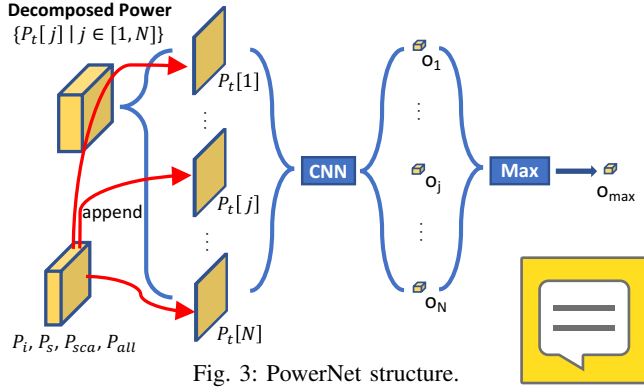 Decomposed Power
{P_t[j] | j ∈ [1, N]}
P_t[1]
O_1
⋮
⋮
CNN
Max
P_t[j]
O_j
O_max
append
⋮
⋮
P_t[N]
O_N
P_i, P_s, P_sca, P_all
Fig. 3: PowerNet structure.